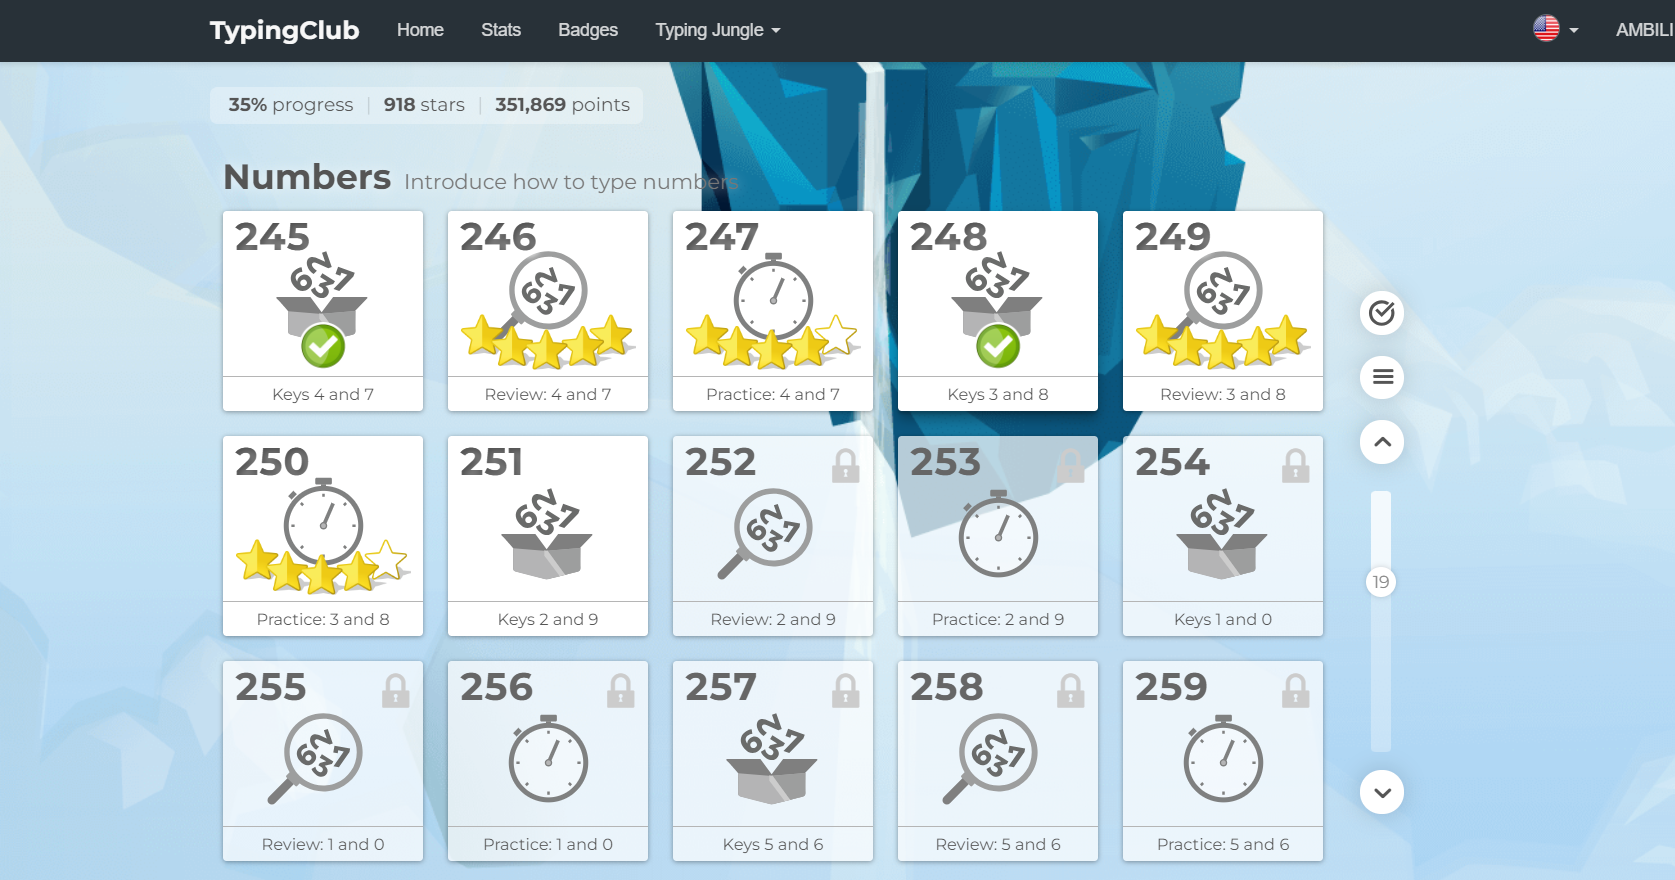 TypingClub Home Stats Badges Typing Jungle AMBILI
35% progress | 918 stars | 351,869 points
Numbers Introduce how to type numbers
245 246 247 248 249
Keys 4 and 7 Review: 4 and 7 Practice: 4 and 7 Keys 3 and 8 Review: 3 and 8
250 251 252 253 254
19
Practice: 3 and 8 Keys 2 and 9 Review: 2 and 9 Practice: 2 and 9 Keys 1 and 0
255 256 257 258 259
Review: 1 and 0 Practice: 1 and 0 Keys 5 and 6 Review: 5 and 6 Practice: 5 and 6